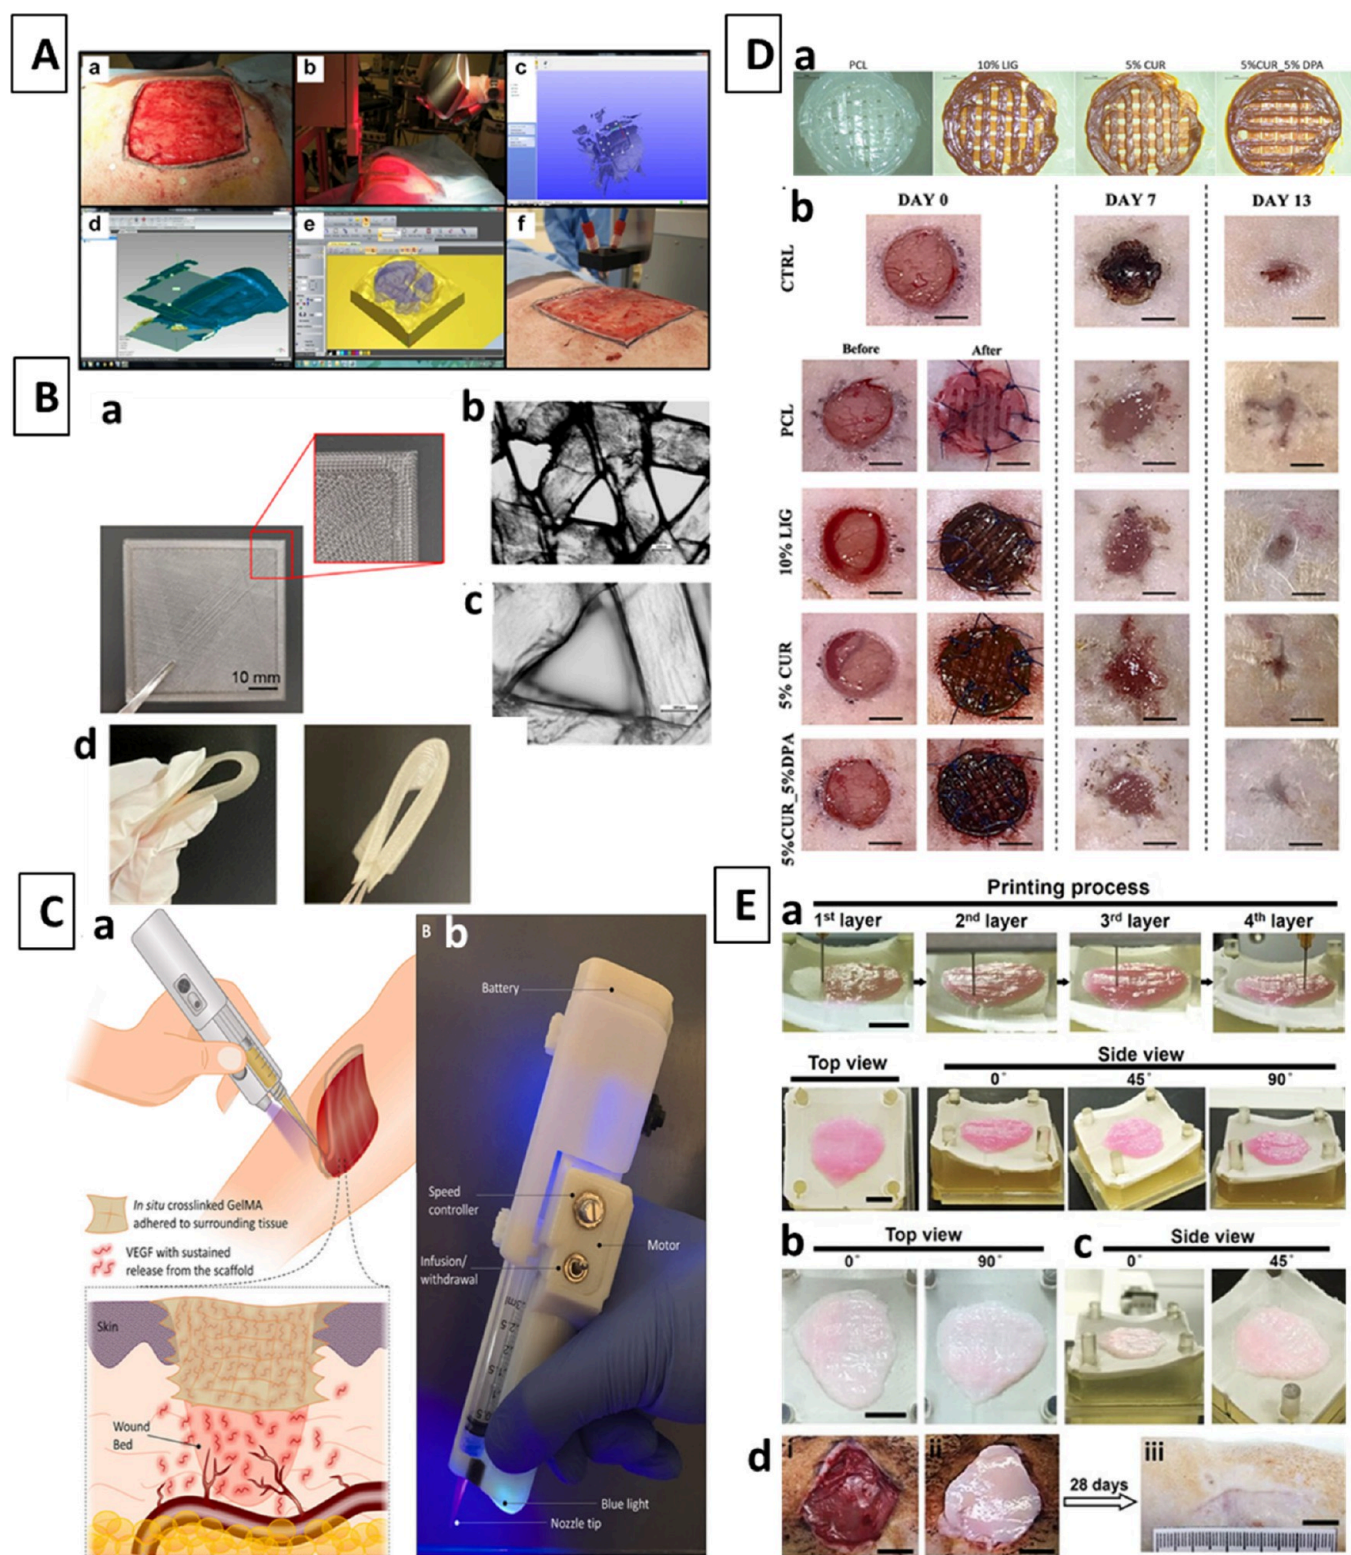 A
a
b
c
d
e
f
B
a
b
10 mm
c
d
C
a
In situ crosslinked GelMA
adhered to surrounding tissue
VEGF with sustained
release from the scaffold
Skin
Wound
Bed
B
b
Battery
Speed
controller
Infusion/
withdrawal
Motor
Blue light
Nozzle tip
D
a
PCL
10% LIG
5% CUR
5%CUR_5% DPA
b
DAY 0
DAY 7
DAY 13
CTRL
Before
After
PCL
10% LIG
5% CUR
5%CUR_5%DPA
E
Printing process
a
1st layer
2nd layer
3rd layer
4th layer
Top view
Side view
0°
45°
90°
b
Top view
0°
90°
c
Side view
0°
45°
d
i
ii
28 days
iii